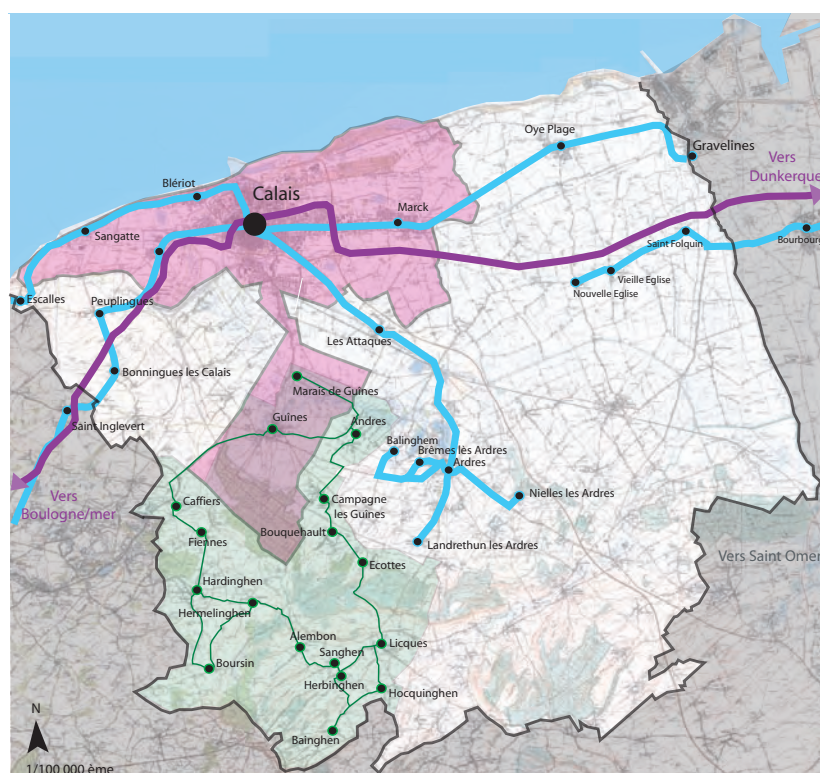 Oye Plage
Gravelines
Vers
Dunkerque
Blériot
Calais
Marck
Sangatte
Saint Folquin
Bourbourg
Vieille Eglise
Nouvelle Eglise
Escalles
Peuplingues
Les Attaques
Bonningues les Calais
Marais de Guines
Saint Inglevert
Guînes
Andres
Balinghem
Brêmes lès Ardres
Ardres
Vers
Boulogne/mer
Caffiers
Campagne
les Guînes
Nielles les Ardres
Fiennes
Bouquehault
Landrethun les Ardres
Vers Saint Omer
Ecottes
Hardinghen
Hermelinghen
Alembon
Licques
Sanghen
Boursin
Herbinghen
Hocquinghen
N
Bainghen
1/100 000 ème